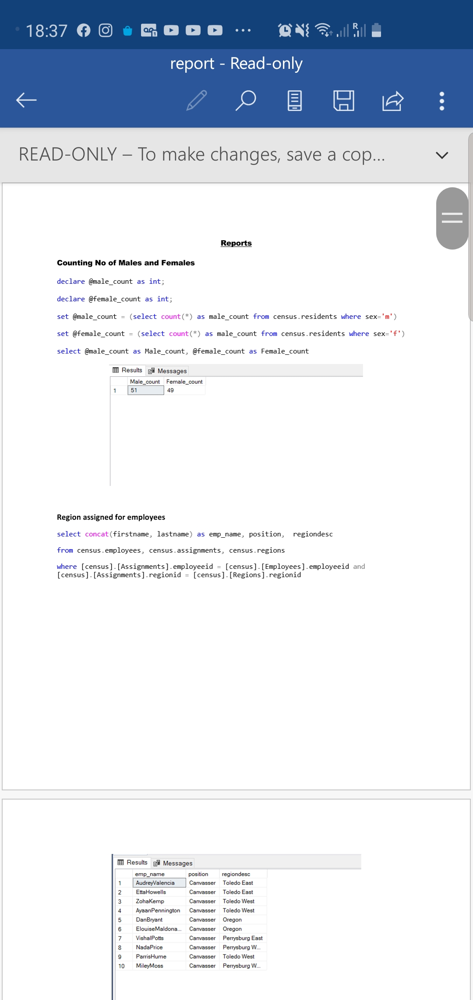 18:37
R
report - Read-only
READ-ONLY – To make changes, save a cop...
Reports
Counting No of Males and Females
declare @male_count as int;
declare @female_count as int;
set @male_count = (select count(*) as male_count from census.residents where sex='m')
set @female_count = (select count(*) as male_count from census.residents where sex='f')
select @male_count as Male_count, @female_count as Female_count
Results Messages
Male_count Female_count
1 51 49
Region assigned for employees
select concat(firstname, lastname) as emp_name, position, regiondesc
from census.employees, census.assignments, census.regions
where [census].[Assignments].employeeid = [census].[Employees].employeeid and
[census].[Assignments].regionid = [census].[Regions].regionid
Results Messages
emp_name position regiondesc
1 AudreyValencia Canvasser Toledo East
2 EttaHowells Canvasser Toledo East
3 ZohaKemp Canvasser Toledo West
4 AyaanPennington Canvasser Toledo West
5 DanBryant Canvasser Oregon
6 ElouiseMaldona... Canvasser Oregon
7 VishalPotts Canvasser Perrysburg East
8 NadaPrice Canvasser Perrysburg W...
9 ParrisHume Canvasser Toledo West
10 MileyMoss Canvasser Perrysburg W...